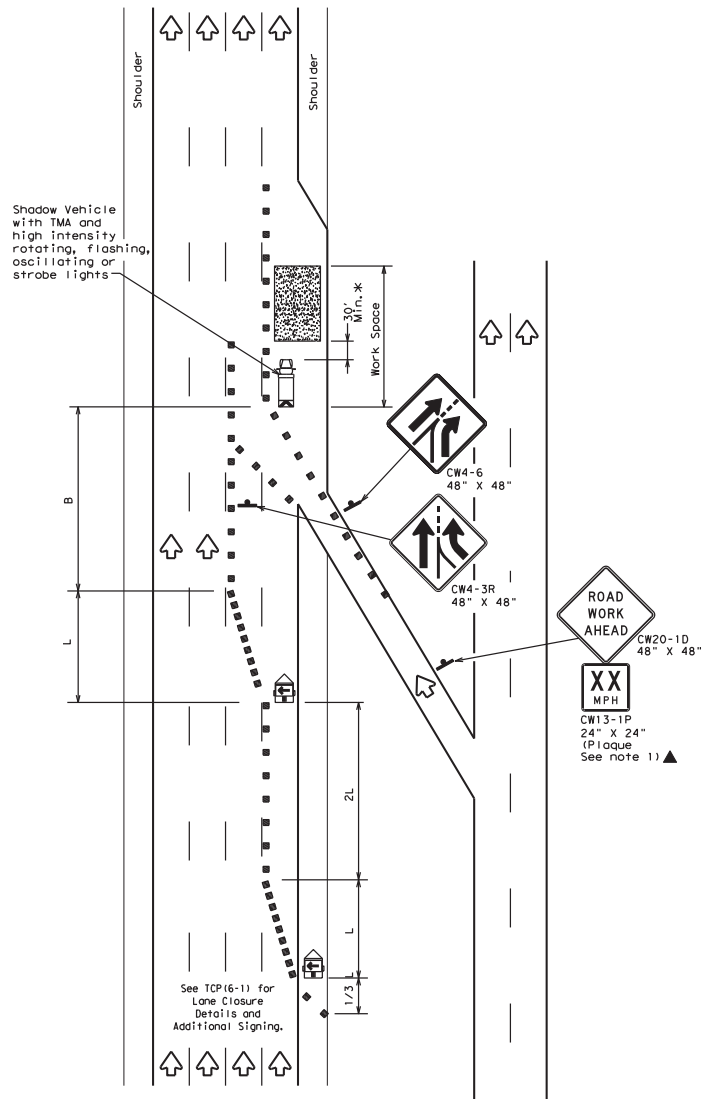 Shoulder
Shoulder
Shadow Vehicle
with TMA and
high intensity
rotating, flashing,
oscillating or
strobe lights
30'
Min.*
Work Space
CW4-6
48" X 48"
B
CW4-3R
48" X 48"
ROAD
WORK
AHEAD
CW20-1D
48" X 48"
L
XX
MPH
CW13-1P
24" X 24"
(Plaque
See note 1) ▲
2L
L
See TCP(6-1) for
Lane Closure
Details and
Additional Signing.
1/3 L